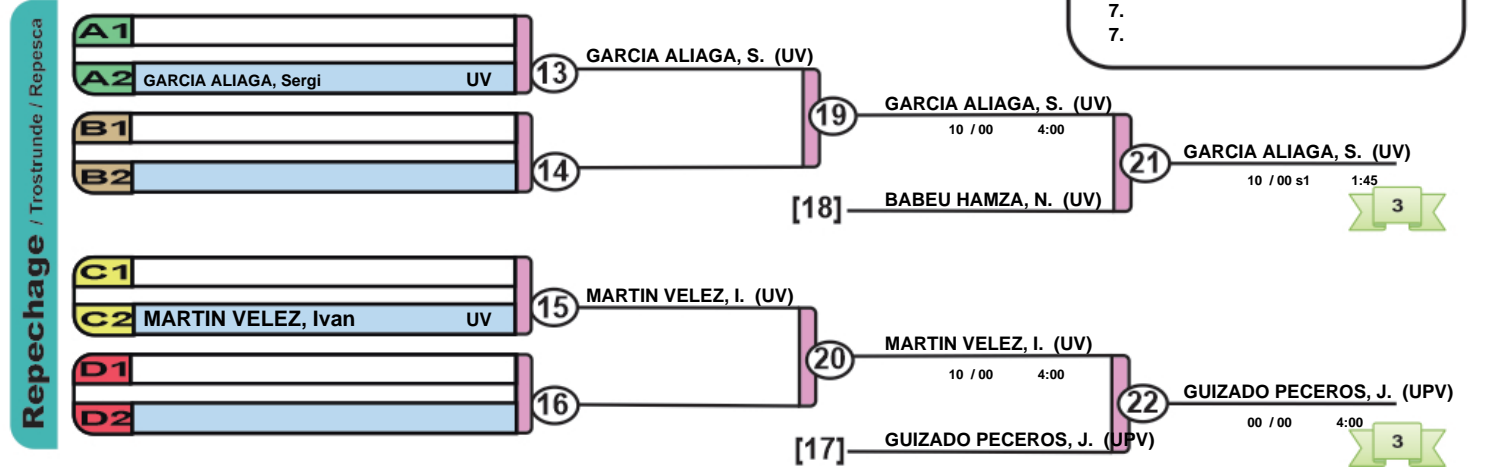 7.
7.
Repechage / Trostrunde / Repesca
A1
A2 GARCIA ALIAGA, Sergi UV
B1
B2
13
14
GARCIA ALIAGA, S. (UV)
19
GARCIA ALIAGA, S. (UV)
10 / 00 4:00
[18] BABEU HAMZA, N. (UV)
21
GARCIA ALIAGA, S. (UV)
10 / 00 s1 1:45
3
C1
C2 MARTIN VELEZ, Ivan UV
D1
D2
15
16
MARTIN VELEZ, I. (UV)
20
MARTIN VELEZ, I. (UV)
10 / 00 4:00
[17] GUIZADO PECEROS, J. (UPV)
22
GUIZADO PECEROS, J. (UPV)
00 / 00 4:00
3